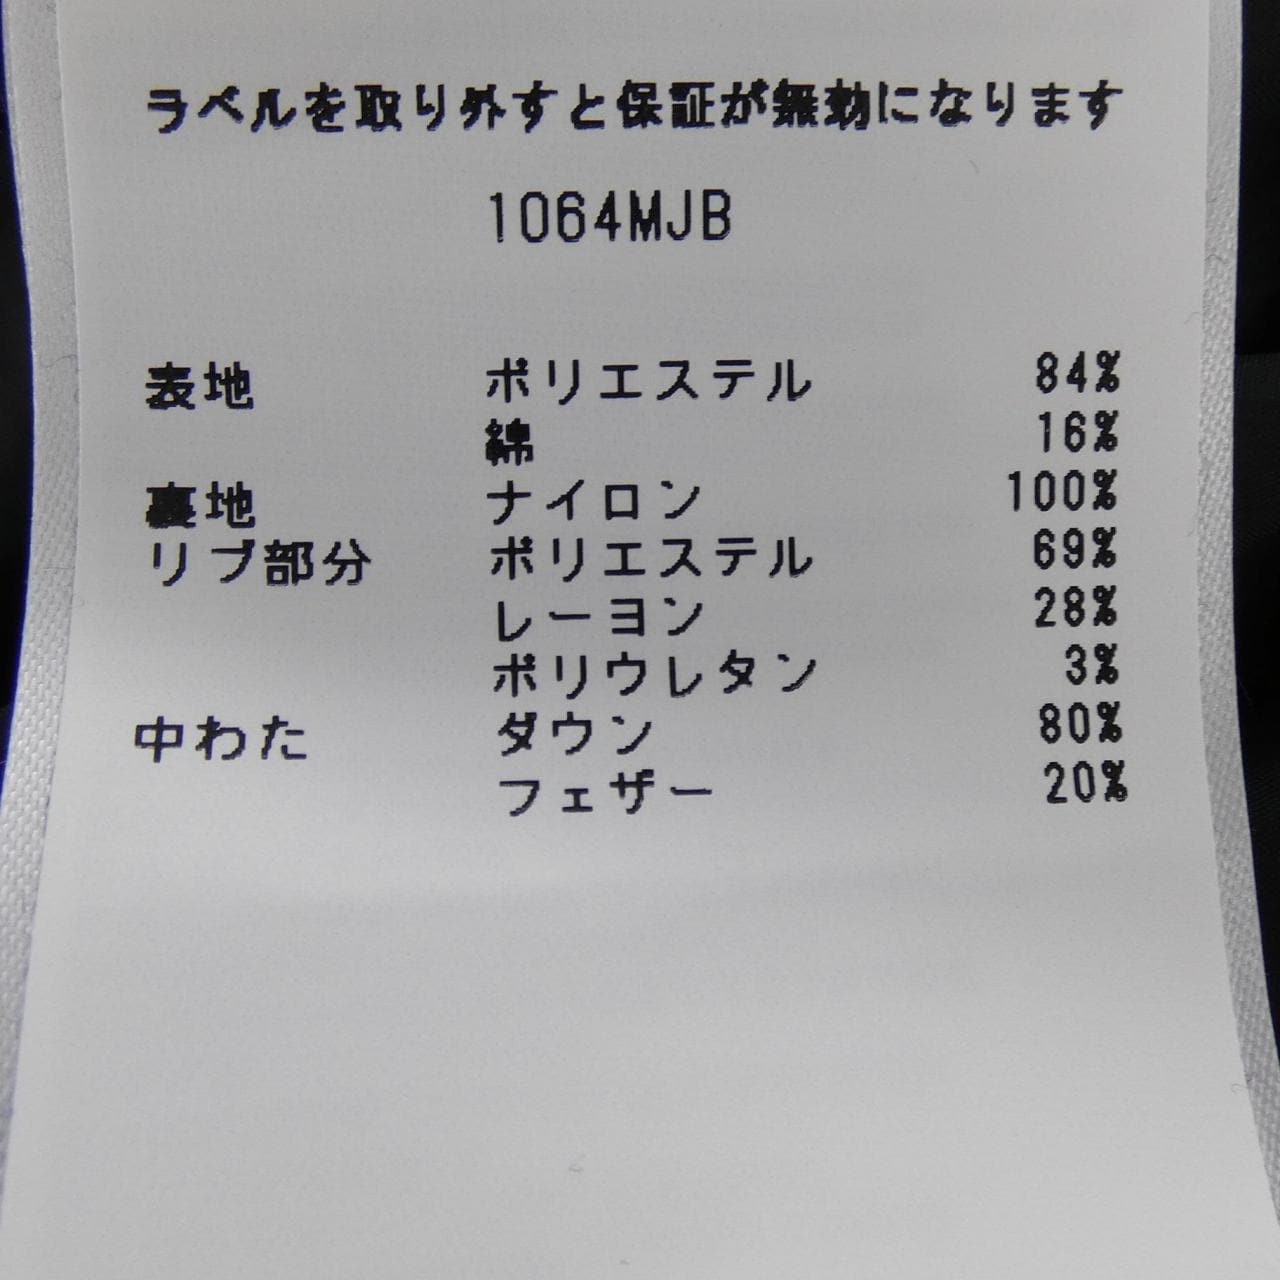 ラベルを取り外すと保証が無効になります
1064MJB
表地 ポリエステル 84%
綿 16%
裏地 ナイロン 100%
リブ部分 ポリエステル 69%
レーヨン 28%
ポリウレタン 3%
中わた ダウン 80%
フェザー 20%